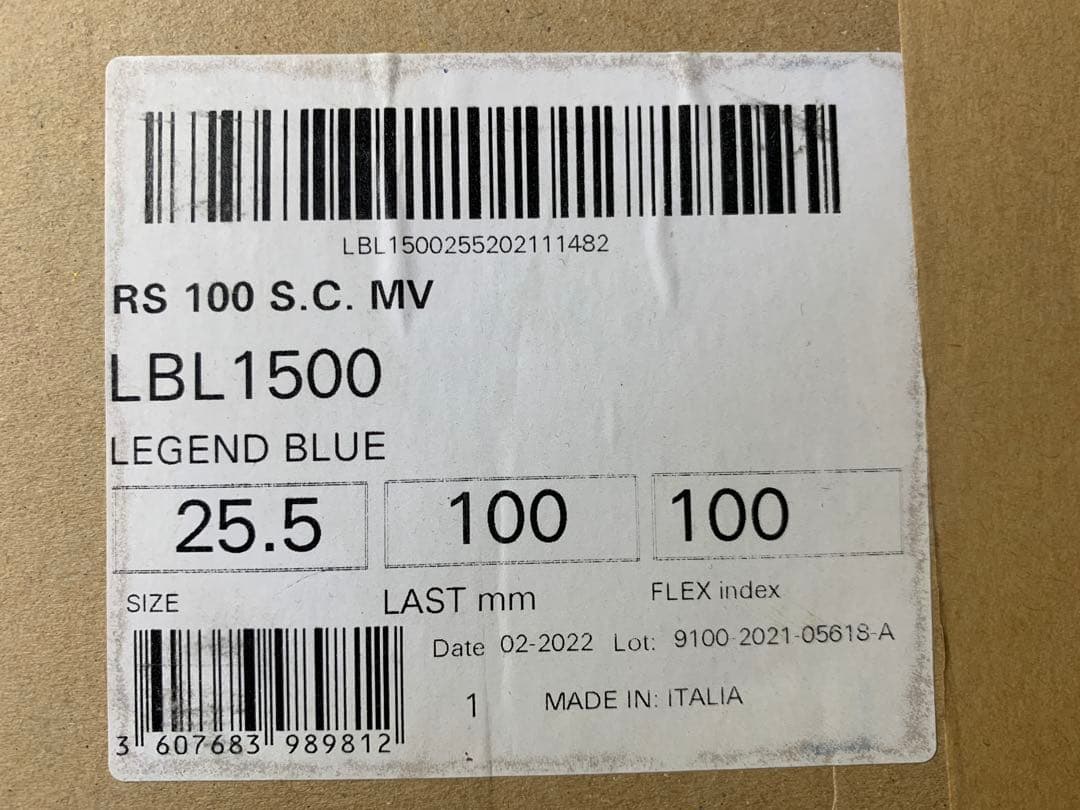 LBL1500255202111482
RS 100 S.C. MV
LBL1500
LEGEND BLUE
25.5 100 100
SIZE LAST mm FLEX index
Date 02-2022 Lot: 9100-2021-05618-A
1 MADE IN: ITALIA
3 607683 989812